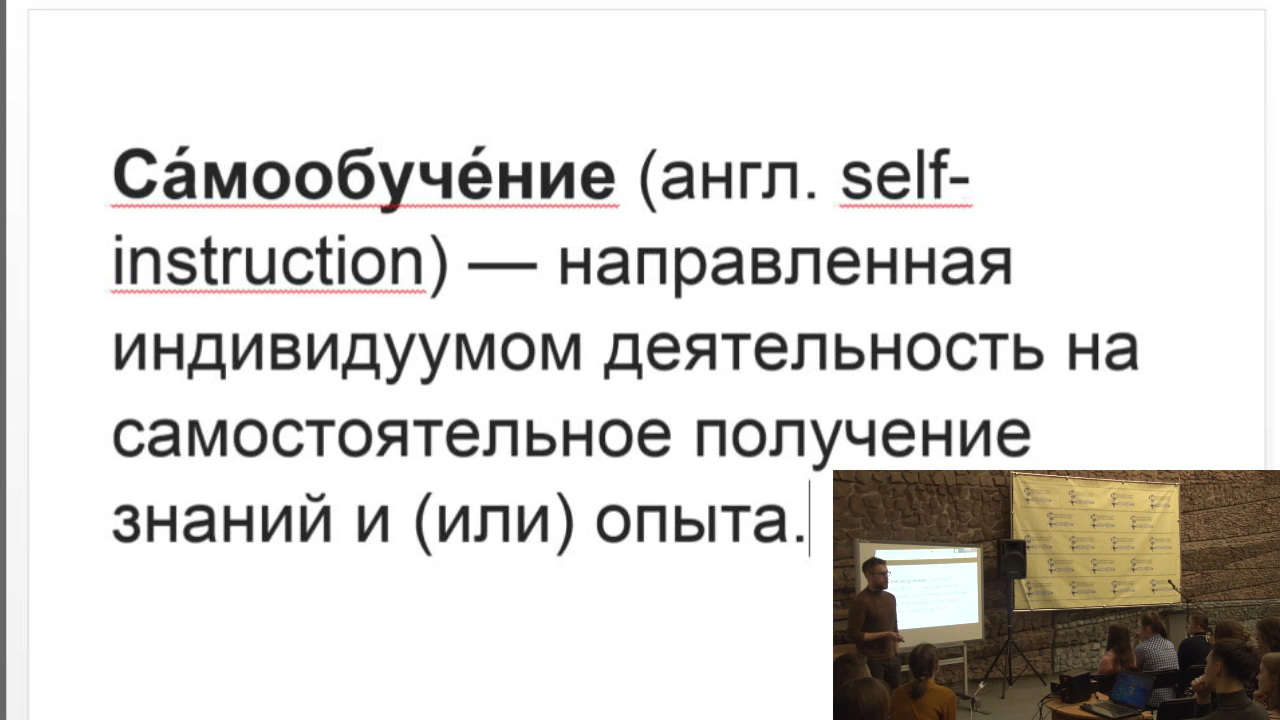 Са́мообуче́ние (англ. self-
instruction) — направленная
индивидуумом деятельность на
самостоятельное получение
знаний и (или) опыта.